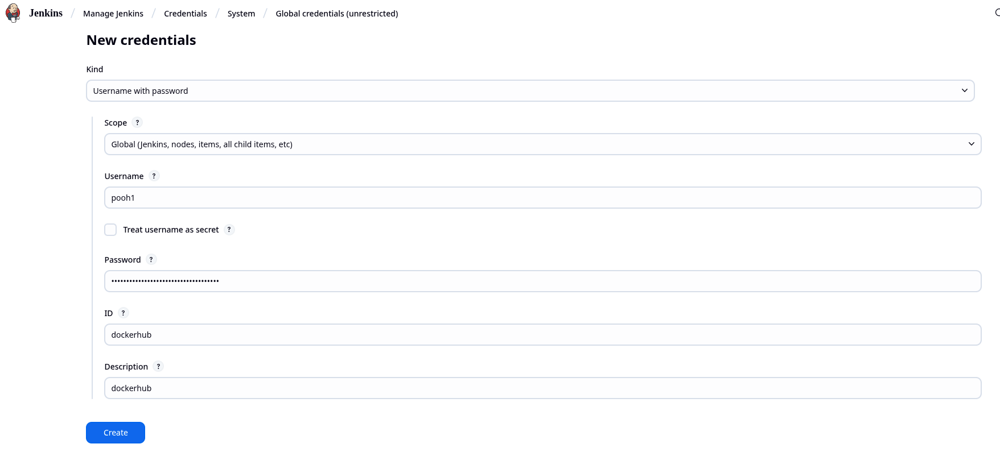 Jenkins / Manage Jenkins / Credentials / System / Global credentials (unrestricted)
New credentials
Kind
Username with password
Scope ?
Global (Jenkins, nodes, items, all child items, etc)
Username ?
pooh1
Treat username as secret ?
Password ?
••••••••••••••••••••••••••••••••••••
ID ?
dockerhub
Description ?
dockerhub
Create